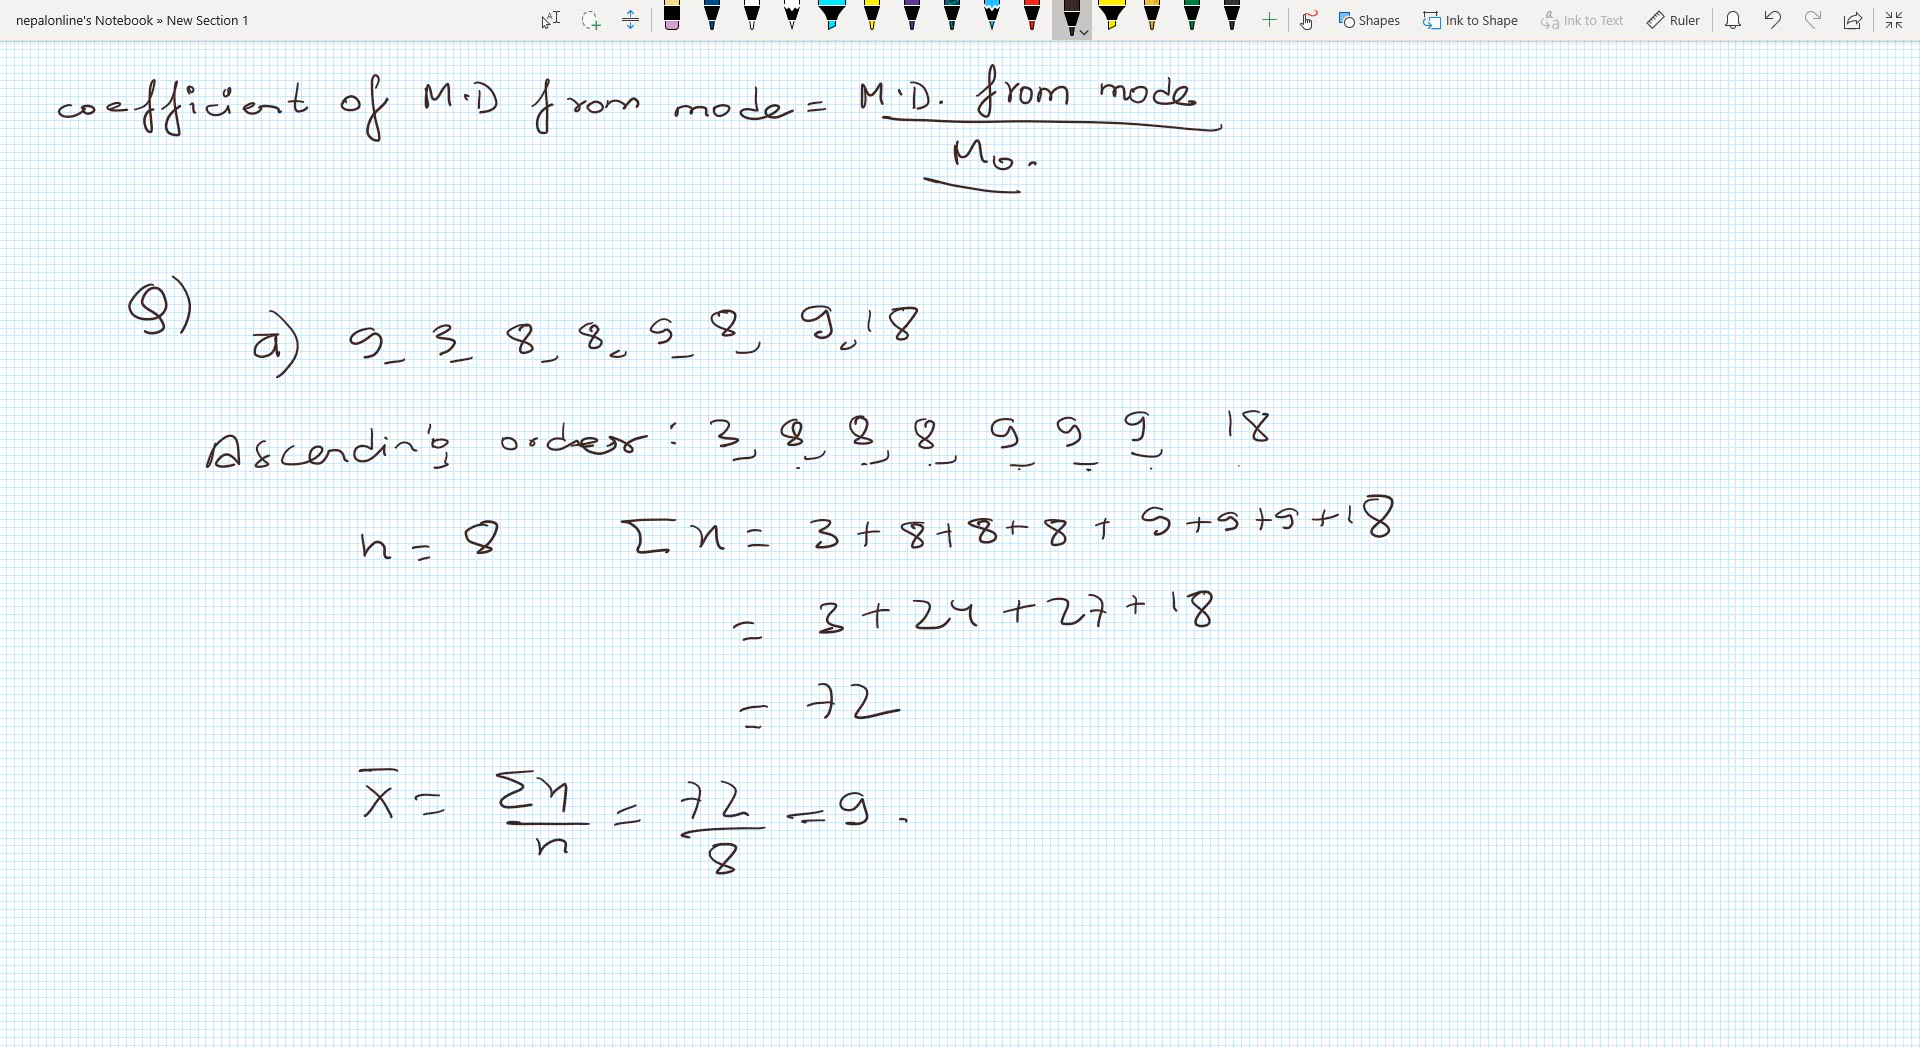 nepalonline's Notebook » New Section 1
Shapes Ink to Shape Ink to Text Ruler
coefficient of M.D from mode = M.D. from mode
Mo.
Q)
a) 9, 3, 8, 8, 9, 8, 9, 18
Ascending order: 3, 8, 8, 8, 9, 9, 9 18
n = 8 Σx = 3 + 8 + 8 + 8 + 9 + 9 + 9 + 18
= 3 + 24 + 27 + 18
= 72
X̅ = Σx/n = 72/8 = 9.